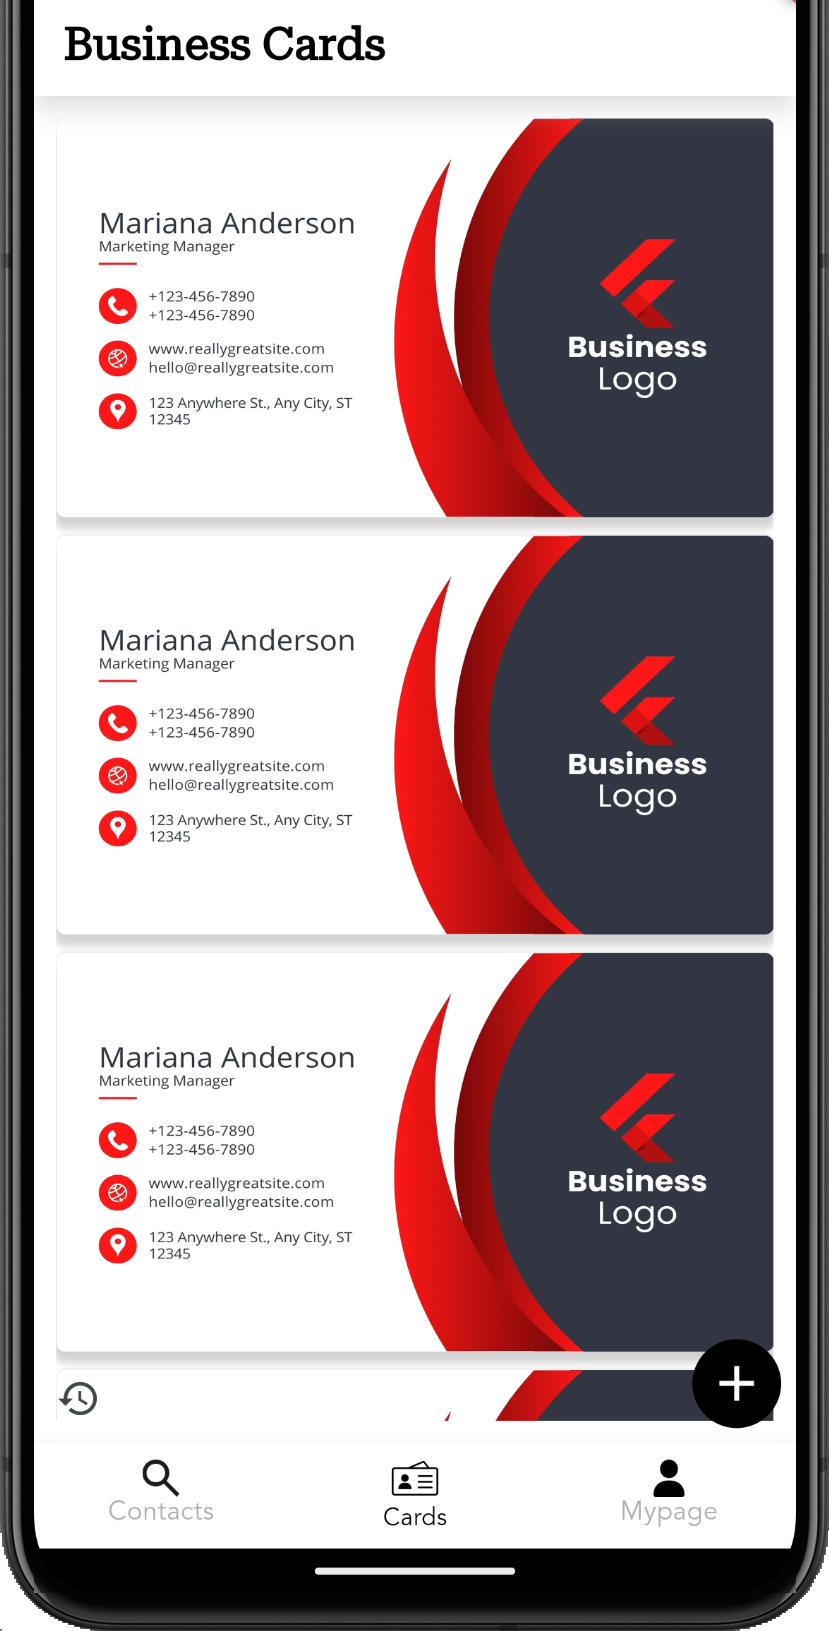 Business Cards
Mariana Anderson
Marketing Manager
+123-456-7890
+123-456-7890
www.reallygreatsite.com
hello@reallygreatsite.com
123 Anywhere St., Any City, ST
12345
Business
Logo
Mariana Anderson
Marketing Manager
+123-456-7890
+123-456-7890
www.reallygreatsite.com
hello@reallygreatsite.com
123 Anywhere St., Any City, ST
12345
Business
Logo
Mariana Anderson
Marketing Manager
+123-456-7890
+123-456-7890
www.reallygreatsite.com
hello@reallygreatsite.com
123 Anywhere St., Any City, ST
12345
Business
Logo
Contacts
Cards
Mypage